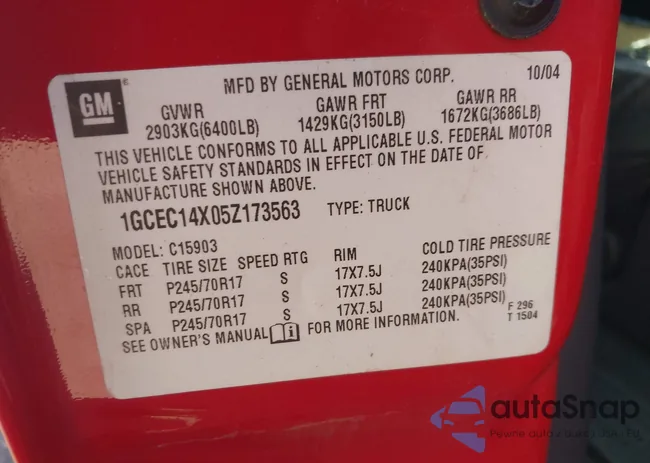 GM
MFD BY GENERAL MOTORS CORP. 10/04
GVWR GAWR FRT GAWR RR
2903KG(6400LB) 1429KG(3150LB) 1672KG(3686LB)
THIS VEHICLE CONFORMS TO ALL APPLICABLE U.S. FEDERAL MOTOR
VEHICLE SAFETY STANDARDS IN EFFECT ON THE DATE OF
MANUFACTURE SHOWN ABOVE.
1GCEC14X05Z173563 TYPE: TRUCK
MODEL: C15903
CACE TIRE SIZE SPEED RTG RIM COLD TIRE PRESSURE
FRT P245/70R17 S 17X7.5J 240KPA(35PSI)
RR P245/70R17 S 17X7.5J 240KPA(35PSI)
SPA P245/70R17 S 17X7.5J 240KPA(35PSI)
SEE OWNER'S MANUAL FOR MORE INFORMATION.
F 296
T 1504
autaSnap
Pewne auta z USA